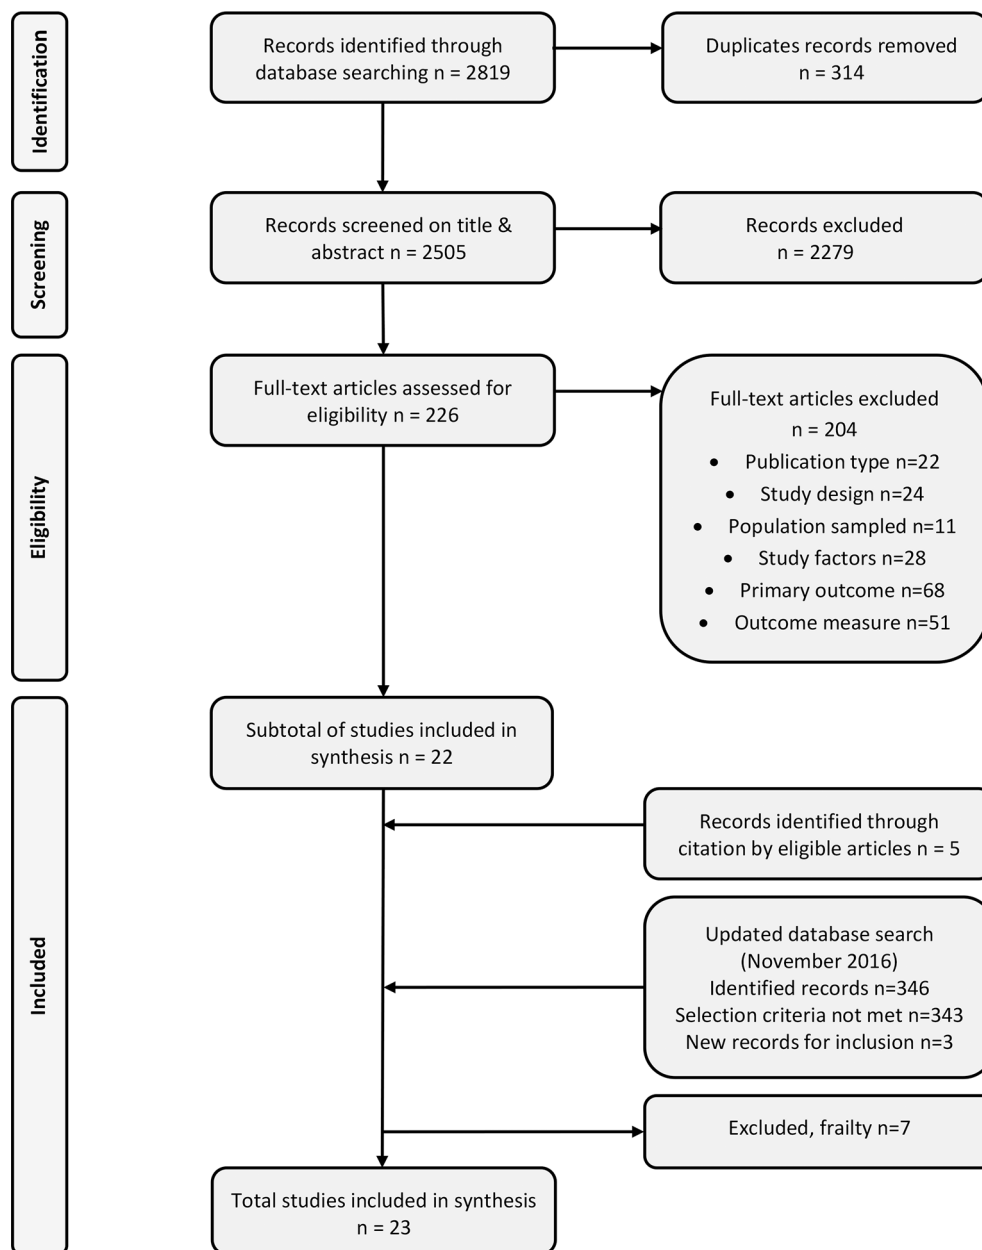 Identification
Records identified through
database searching n = 2819
Duplicates records removed
n = 314
Screening
Records screened on title &
abstract n = 2505
Records excluded
n = 2279
Eligibility
Full-text articles assessed for
eligibility n = 226
Full-text articles excluded
n = 204
• Publication type n=22
• Study design n=24
• Population sampled n=11
• Study factors n=28
• Primary outcome n=68
• Outcome measure n=51
Included
Subtotal of studies included in
synthesis n = 22
Records identified through
citation by eligible articles n = 5
Updated database search
(November 2016)
Identified records n=346
Selection criteria not met n=343
New records for inclusion n=3
Excluded, frailty n=7
Total studies included in synthesis
n = 23